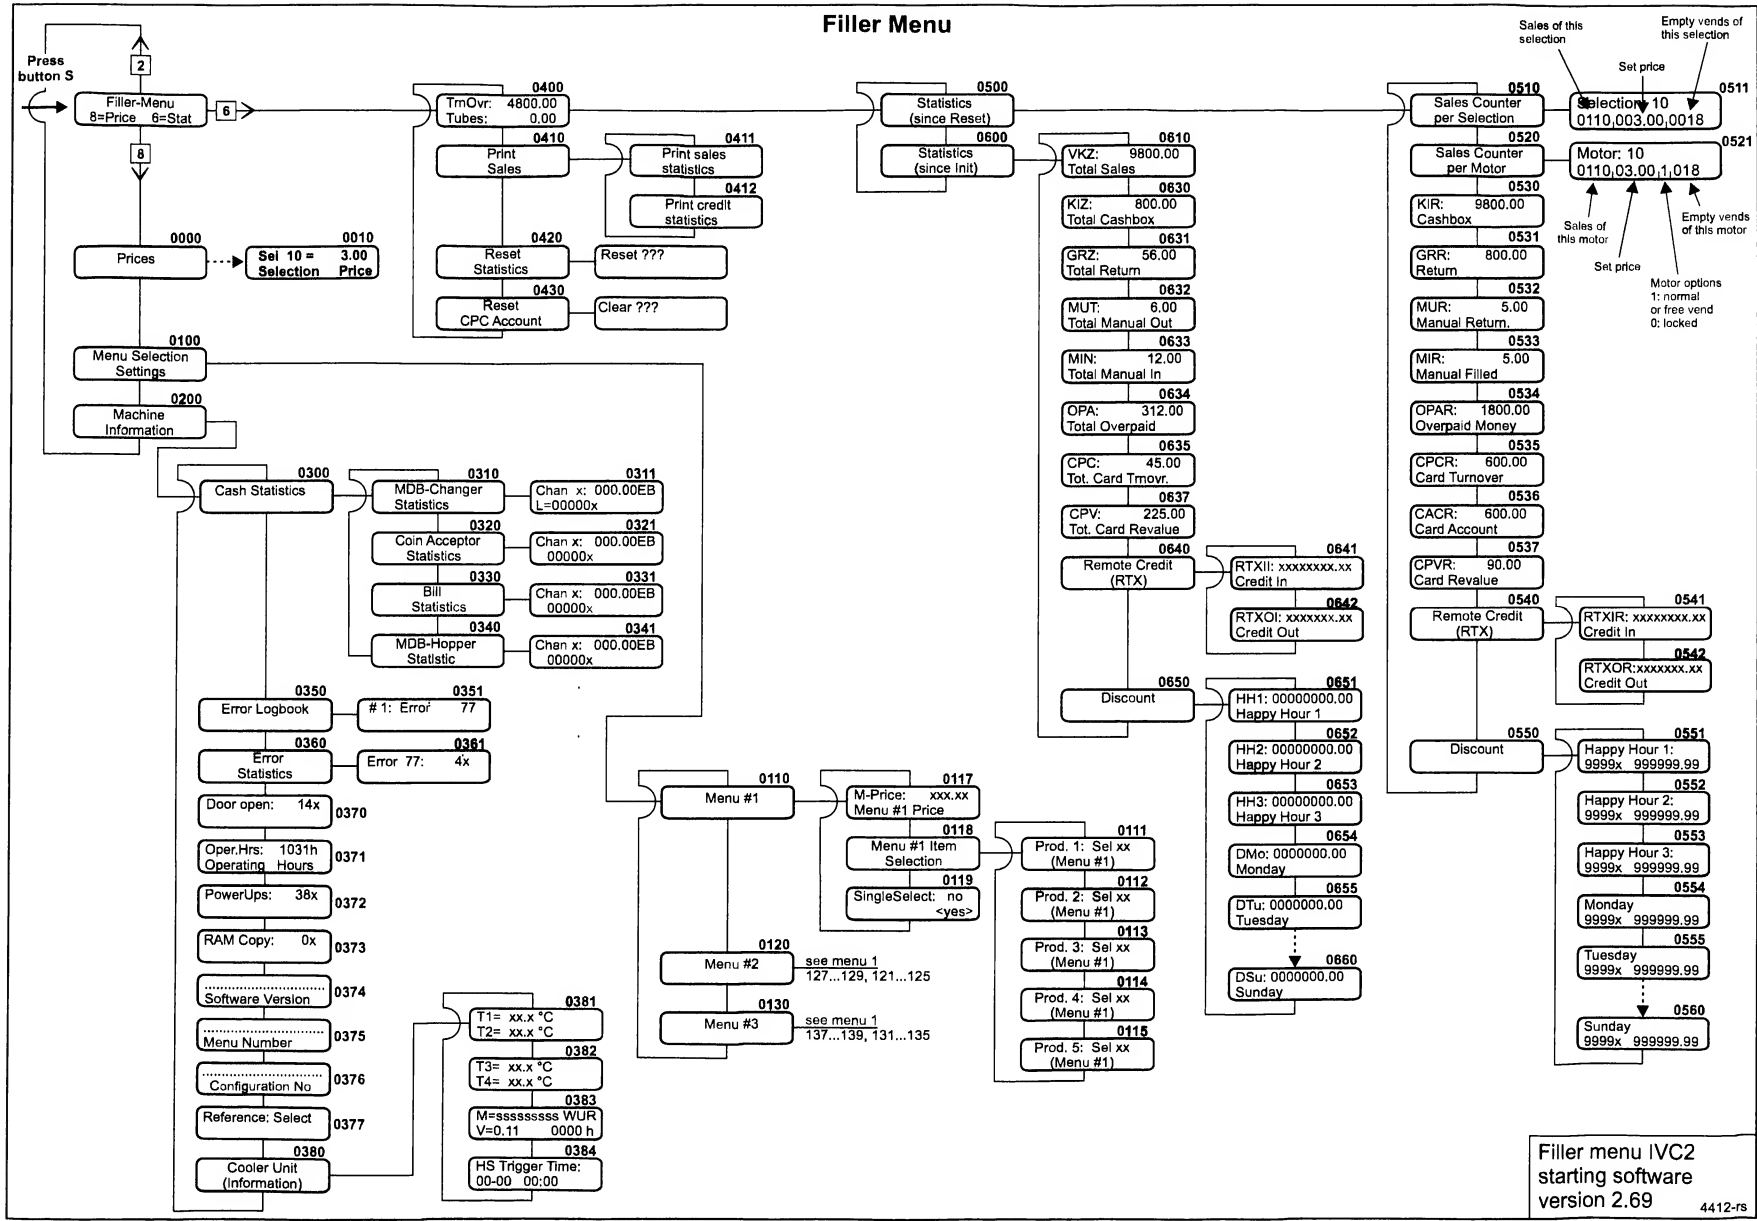 Filler Menu
Press
button S
2
Filler-Menu
8=Price 6=Stat
6
8
0000
Prices
0010
Sel 10 = 3.00
Selection Price
0100
Menu Selection
Settings
0200
Machine
Information
0400
TrnOvr: 4800.00
Tubes: 0.00
0410
Print
Sales
0411
Print sales
statistics
0412
Print credit
statistics
0420
Reset
Statistics
Reset ???
0430
Reset
CPC Account
Clear ???
0500
Statistics
(since Reset)
0600
Statistics
(since Init)
0610
VKZ: 9800.00
Total Sales
0630
KIZ: 800.00
Total Cashbox
0631
GRZ: 56.00
Total Return
0632
MUT: 6.00
Total Manual Out
0633
MIN: 12.00
Total Manual In
0634
OPA: 312.00
Total Overpaid
0635
CPC: 45.00
Tot. Card Trnovr.
0637
CPV: 225.00
Tot. Card Revalue
0640
Remote Credit
(RTX)
0641
RTXII: xxxxxxxx.xx
Credit In
0642
RTXOI: xxxxxxx.xx
Credit Out
0650
Discount
0651
HH1: 00000000.00
Happy Hour 1
0652
HH2: 00000000.00
Happy Hour 2
0653
HH3: 00000000.00
Happy Hour 3
0654
DMo: 0000000.00
Monday
0655
DTu: 0000000.00
Tuesday
0660
DSu: 0000000.00
Sunday
Sales of this
selection
Empty vends of
this selection
Set price
0510
Sales Counter
per Selection
0511
Selection: 10
0110,003.00,0018
0520
Sales Counter
per Motor
0521
Motor: 10
0110,03.00,1,018
Sales of
this motor
Set price
Empty vends
of this motor
Motor options
1: normal
or free vend
0: locked
0530
KIR: 9800.00
Cashbox
0531
GRR: 800.00
Return
0532
MUR: 5.00
Manual Return.
0533
MIR: 5.00
Manual Filled
0534
OPAR: 1800.00
Overpaid Money
0535
CPCR: 600.00
Card Turnover
0536
CACR: 600.00
Card Account
0537
CPVR: 90.00
Card Revalue
0540
Remote Credit
(RTX)
0541
RTXIR: xxxxxxxx.xx
Credit In
0542
RTXOR:xxxxxxx.xx
Credit Out
0550
Discount
0551
Happy Hour 1:
9999x 999999.99
0552
Happy Hour 2:
9999x 999999.99
0553
Happy Hour 3:
9999x 999999.99
0554
Monday
9999x 999999.99
0555
Tuesday
9999x 999999.99
0560
Sunday
9999x 999999.99
0300
Cash Statistics
0310
MDB-Changer
Statistics
0311
Chan x: 000.00EB
L=00000x
0320
Coin Acceptor
Statistics
0321
Chan x: 000.00EB
00000x
0330
Bill
Statistics
0331
Chan x: 000.00EB
00000x
0340
MDB-Hopper
Statistic
0341
Chan x: 000.00EB
00000x
0350
Error Logbook
0351
# 1: Error 77
0360
Error
Statistics
0361
Error 77: 4x
Door open: 14x
0370
Oper.Hrs: 1031h
Operating Hours
0371
PowerUps: 38x
0372
RAM Copy: 0x
0373
Software Version
0374
Menu Number
0375
Configuration No
0376
Reference: Select
0377
0380
Cooler Unit
(Information)
0381
T1= xx.x °C
T2= xx.x °C
0382
T3= xx.x °C
T4= xx.x °C
0383
M=sssssssss WUR
V=0.11 0000 h
0384
HS Trigger Time:
00-00 00:00
0110
Menu #1
0117
M-Price: xxx.xx
Menu #1 Price
0118
Menu #1 Item
Selection
0119
SingleSelect: no
<yes>
0111
Prod. 1: Sel xx
(Menu #1)
0112
Prod. 2: Sel xx
(Menu #1)
0113
Prod. 3: Sel xx
(Menu #1)
0114
Prod. 4: Sel xx
(Menu #1)
0115
Prod. 5: Sel xx
(Menu #1)
0120
Menu #2
see menu 1
127...129, 121...125
0130
Menu #3
see menu 1
137...139, 131...135
Filler menu IVC2
starting software
version 2.69
4412-rs